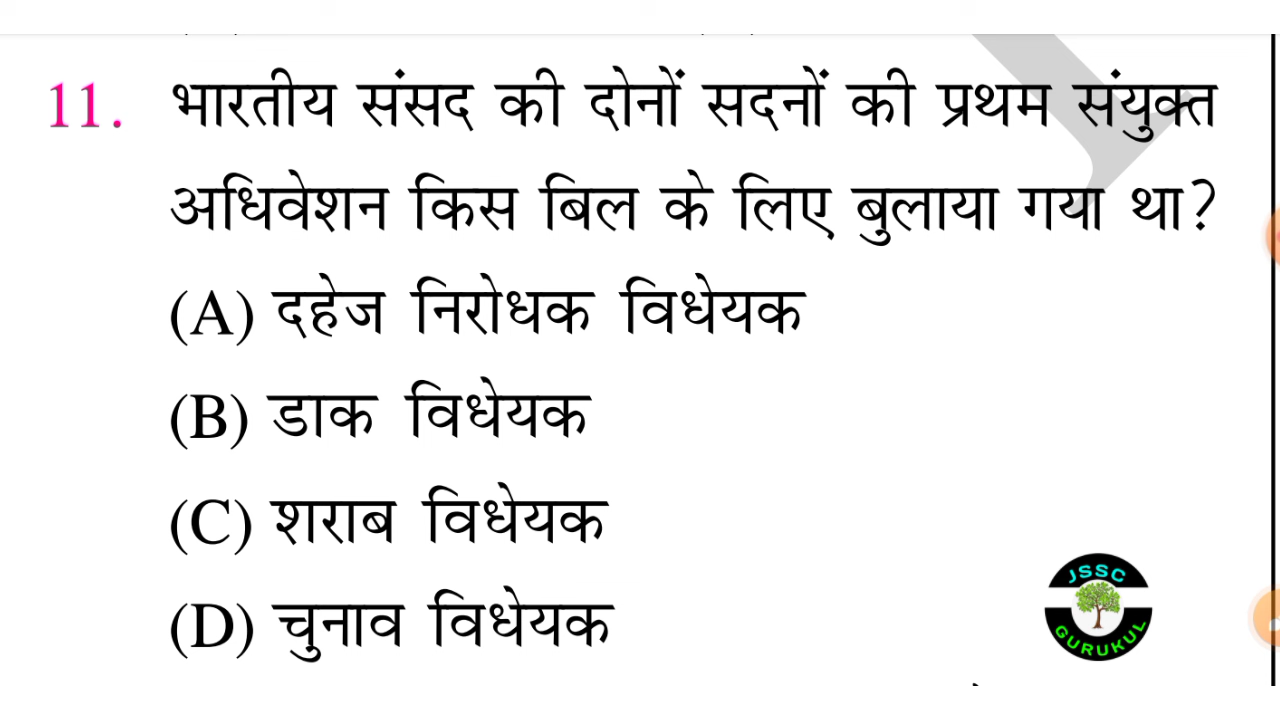 11. भारतीय संसद की दोनों सदनों की प्रथम संयुक्त
अधिवेशन किस बिल के लिए बुलाया गया था?
(A) दहेज निरोधक विधेयक
(B) डाक विधेयक
(C) शराब विधेयक
(D) चुनाव विधेयक
JSSC
GURUKUL